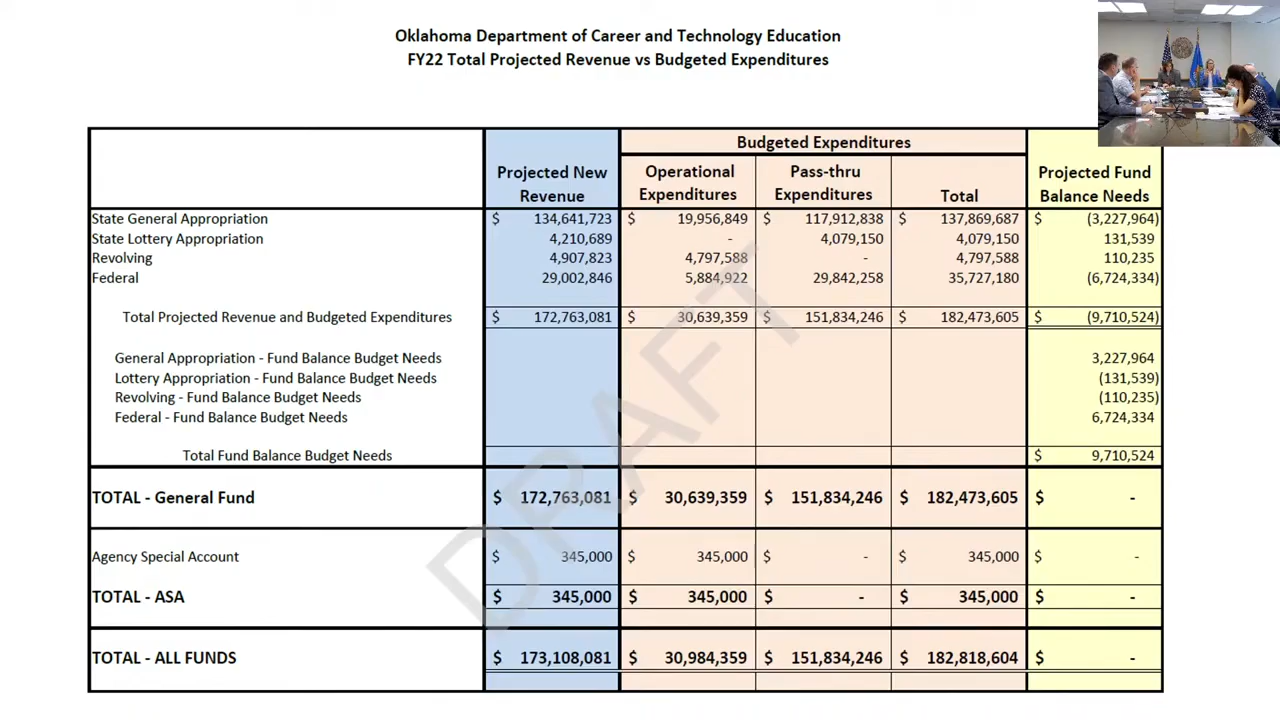 Oklahoma Department of Career and Technology Education
FY22 Total Projected Revenue vs Budgeted Expenditures
Budgeted Expenditures
Projected New Revenue
Operational Expenditures
Pass-thru Expenditures
Total
Projected Fund Balance Needs
State General Appropriation $ 134,641,723 $ 19,956,849 $ 117,912,838 $ 137,869,687 $ (3,227,964)
State Lottery Appropriation 4,210,689 - 4,079,150 4,079,150 131,539
Revolving 4,907,823 4,797,588 - 4,797,588 110,235
Federal 29,002,846 5,884,922 29,842,258 35,727,180 (6,724,334)
Total Projected Revenue and Budgeted Expenditures $ 172,763,081 $ 30,639,359 $ 151,834,246 $ 182,473,605 $ (9,710,524)
General Appropriation - Fund Balance Budget Needs 3,227,964
Lottery Appropriation - Fund Balance Budget Needs (131,539)
Revolving - Fund Balance Budget Needs (110,235)
Federal - Fund Balance Budget Needs 6,724,334
Total Fund Balance Budget Needs $ 9,710,524
TOTAL - General Fund $ 172,763,081 $ 30,639,359 $ 151,834,246 $ 182,473,605 $ -
Agency Special Account $ 345,000 $ 345,000 $ - $ 345,000 $ -
TOTAL - ASA $ 345,000 $ 345,000 $ - $ 345,000 $ -
TOTAL - ALL FUNDS $ 173,108,081 $ 30,984,359 $ 151,834,246 $ 182,818,604 $ -
DRAFT